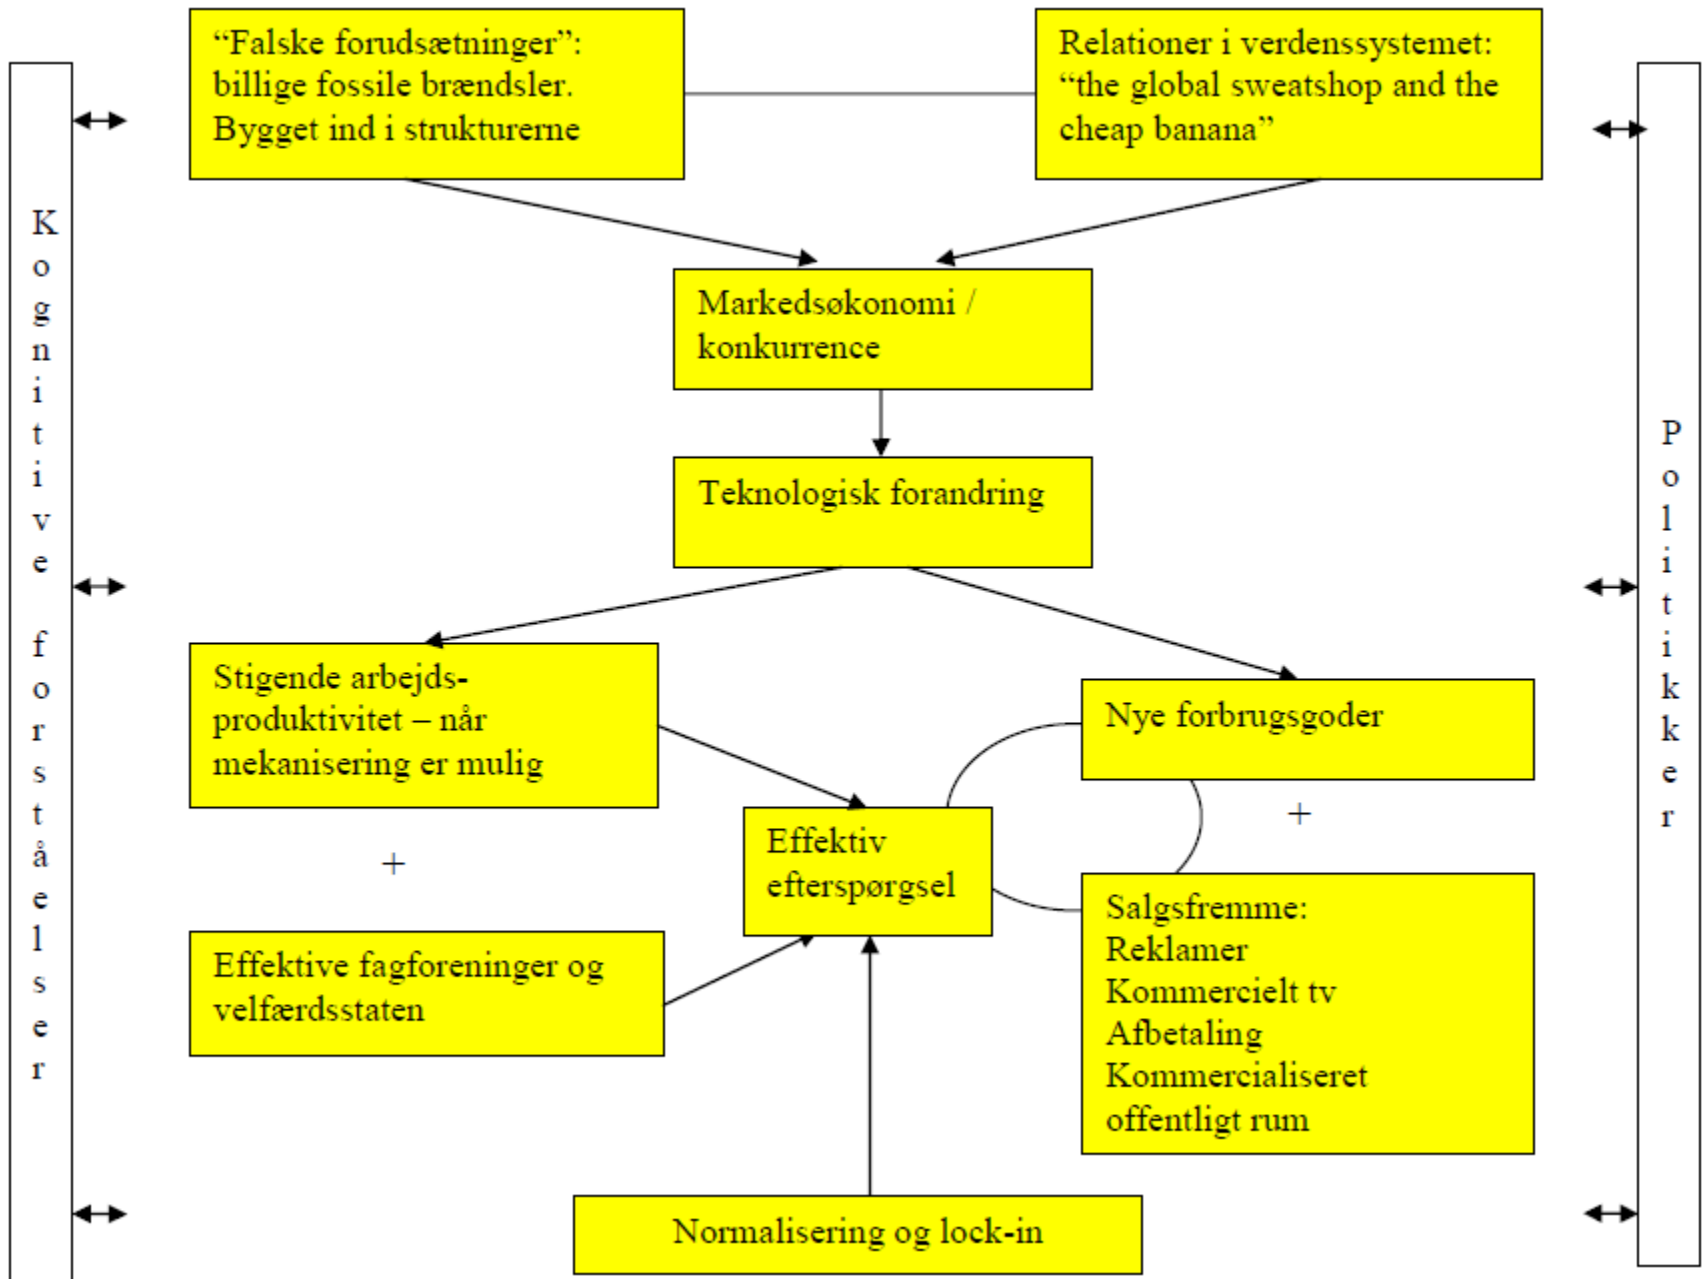 “Falske forudsætninger”:
billige fossile brændsler.
Bygget ind i strukturerne
Relationer i verdenssystemet:
“the global sweatshop and the
cheap banana”
Kognitive forståelser
Politikker
Markedsøkonomi /
konkurrence
Teknologisk forandring
Stigende arbejds-
produktivitet – når
mekanisering er mulig
Nye forbrugsgoder
+
+
Effektiv
efterspørgsel
Effektive fagforeninger og
velfærdsstaten
Salgsfremme:
Reklamer
Kommercielt tv
Afbetaling
Kommercialiseret
offentligt rum
Normalisering og lock-in